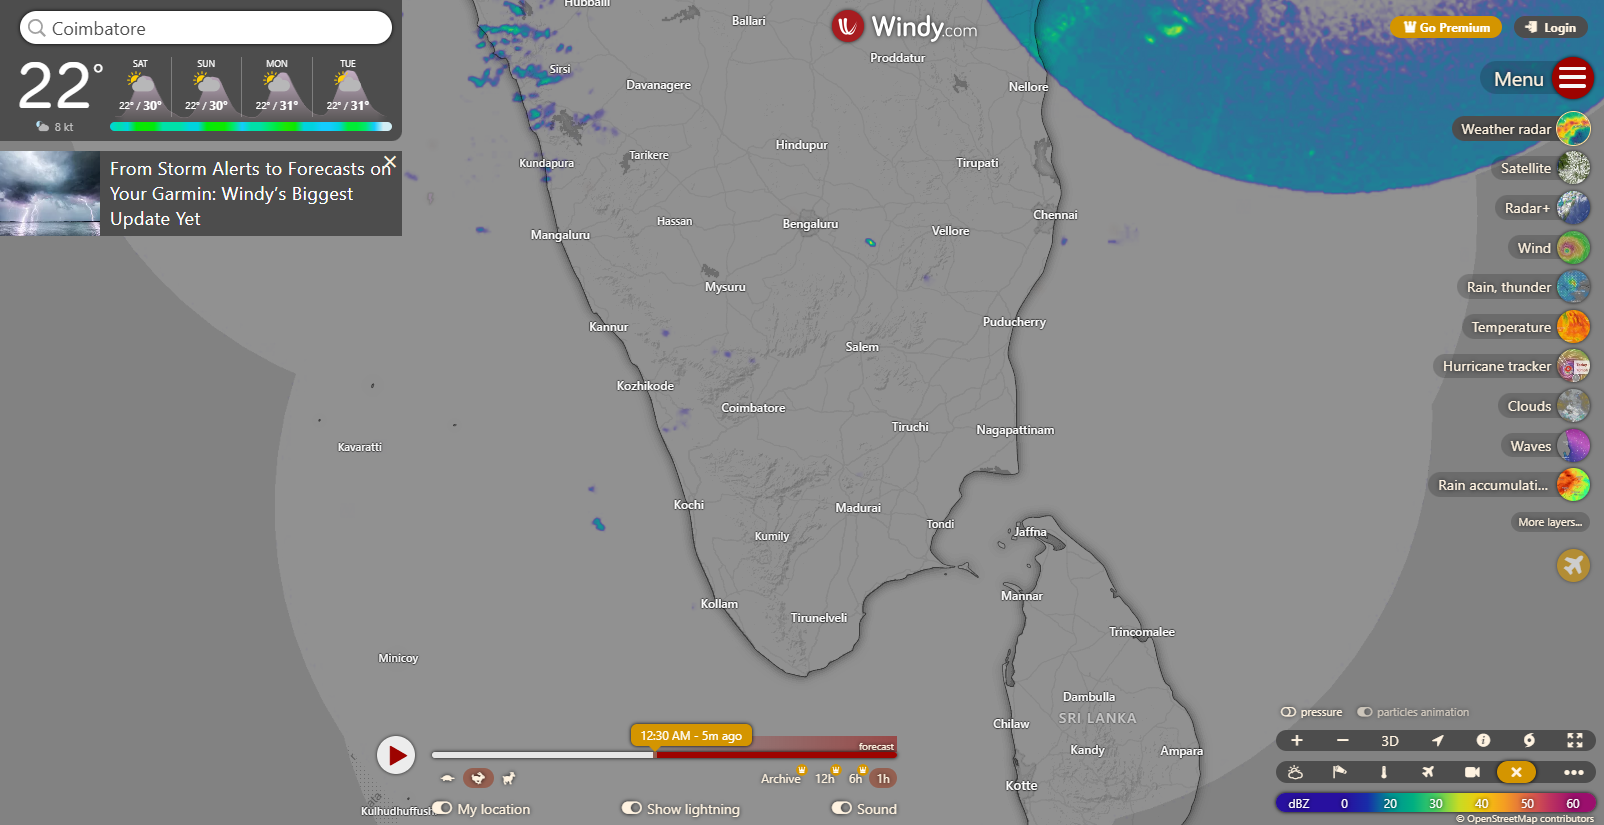 Coimbatore
22°
8 kt
SAT SUN MON TUE
22° / 30° 22° / 30° 22° / 31° 22° / 31°
From Storm Alerts to Forecasts on
Your Garmin: Windy’s Biggest
Update Yet
Windy.com
Go Premium
Login
Menu
Weather radar
Satellite
Radar+
Wind
Rain, thunder
Temperature
Hurricane tracker
Clouds
Waves
Rain accumulati...
More layers...
Hubballi
Ballari
Proddatur
Sirsi
Davanagere
Nellore
Hindupur
Kundapura
Tarikere
Tirupati
Chennai
Hassan
Bengaluru
Vellore
Mangaluru
Mysuru
Puducherry
Kannur
Salem
Kozhikode
Coimbatore
Tiruchi
Nagapattinam
Kavaratti
Kochi
Madurai
Tondi
Jaffna
Kumily
Mannar
Kollam
Tirunelveli
Trincomalee
Minicoy
Dambulla
SRI LANKA
Chilaw
Kandy
Ampara
Kotte
Kulhudhuffushi
12:30 AM - 5m ago
forecast
Archive 12h 6h 1h
My location
Show lightning
Sound
pressure
particles animation
+ − 3D
dBZ 0 20 30 40 50 60
© OpenStreetMap contributors